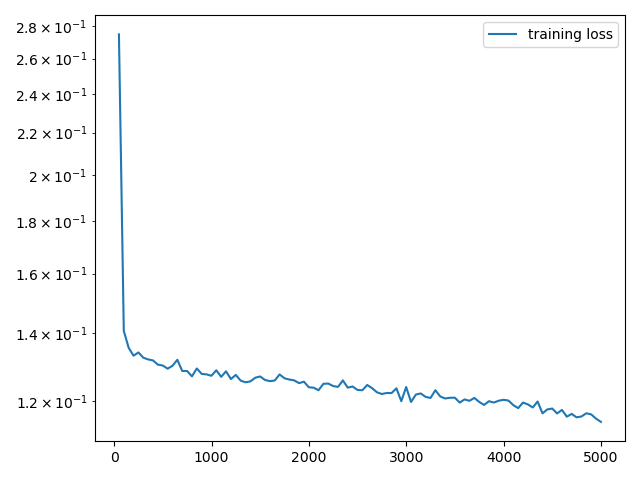 training loss
2.8 × 10⁻¹
2.6 × 10⁻¹
2.4 × 10⁻¹
2.2 × 10⁻¹
2 × 10⁻¹
1.8 × 10⁻¹
1.6 × 10⁻¹
1.4 × 10⁻¹
1.2 × 10⁻¹
0 1000 2000 3000 4000 5000